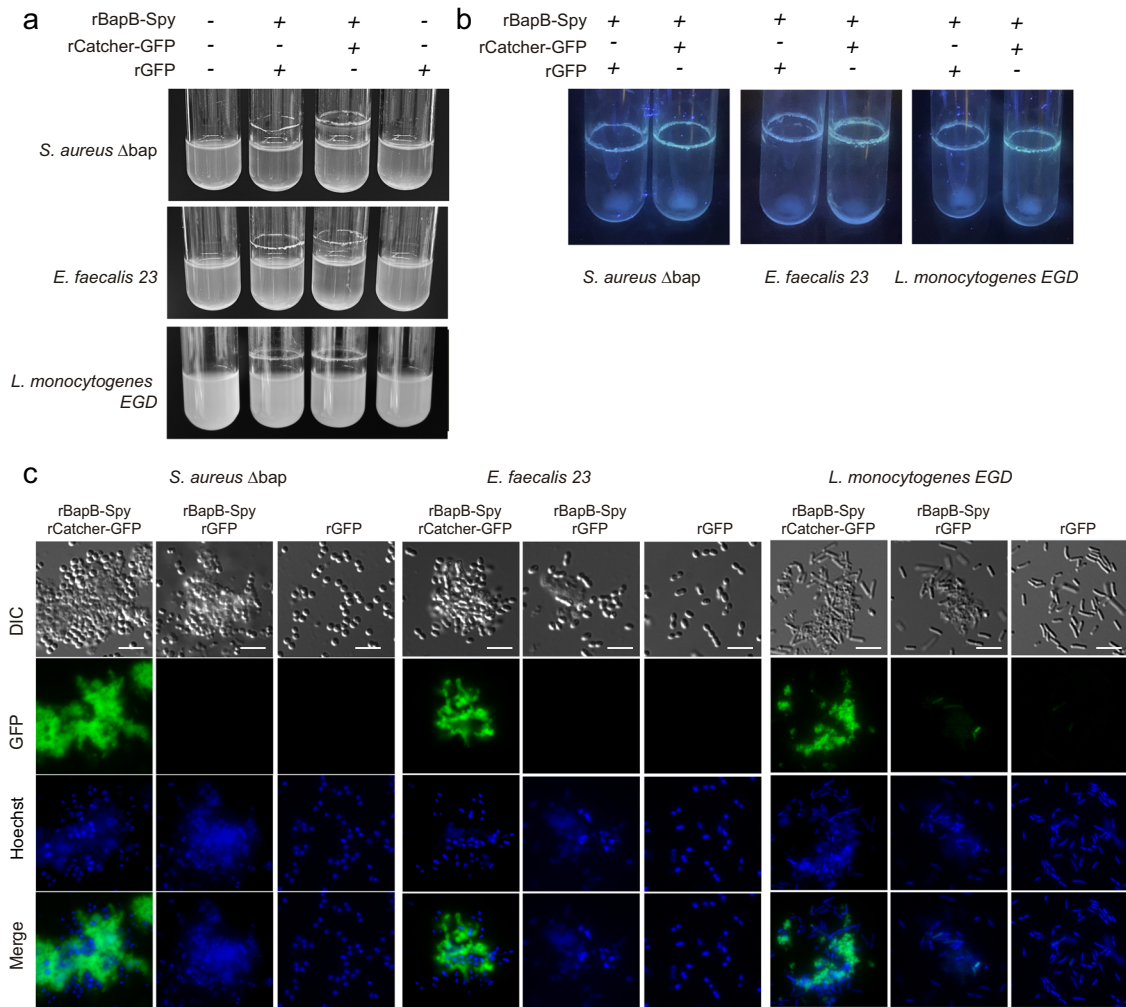 a
rBapB-Spy - + + -
rCatcher-GFP - - + -
rGFP - + - +
S. aureus Δbap
E. faecalis 23
L. monocytogenes
EGD
b
rBapB-Spy + + + + + +
rCatcher-GFP - + - + - +
rGFP + - + - + -
S. aureus Δbap E. faecalis 23 L. monocytogenes EGD
c
S. aureus Δbap E. faecalis 23 L. monocytogenes EGD
rBapB-Spy rBapB-Spy rBapB-Spy rBapB-Spy rBapB-Spy rBapB-Spy
rCatcher-GFP rGFP rGFP rCatcher-GFP rGFP rGFP rCatcher-GFP rGFP rGFP
DIC
GFP
Hoechst
Merge